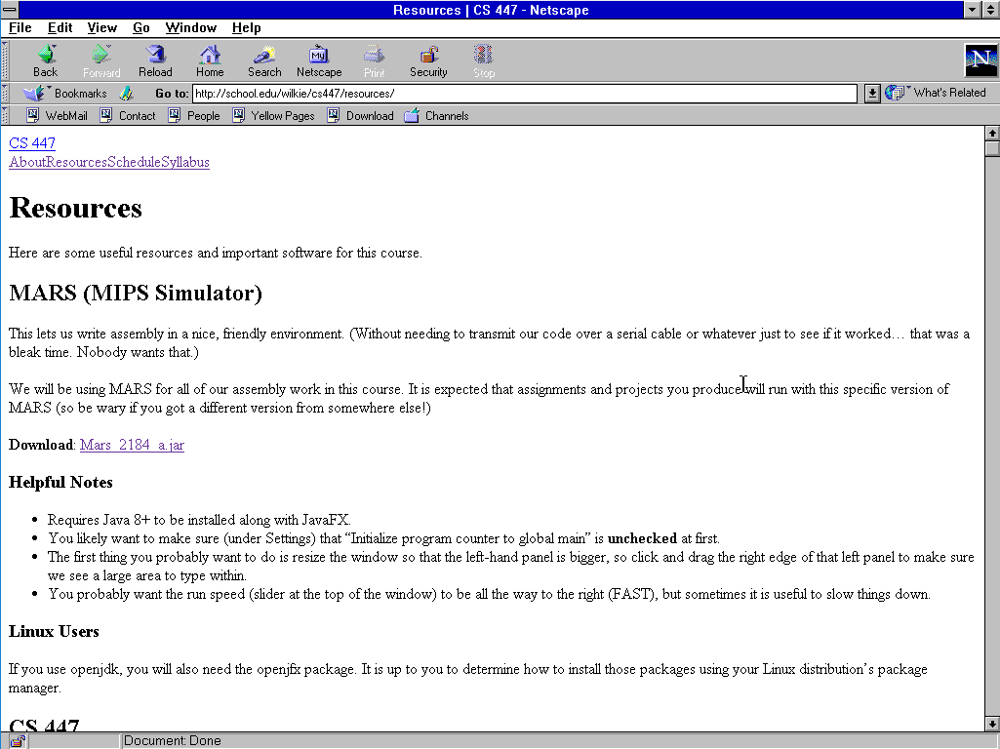 Resources | CS 447 - Netscape
File Edit View Go Window Help
Back Forward Reload Home Search Netscape Print Security Stop
My
N
Bookmarks Go to: http://school.edu/wilkie/cs447/resources/ What's Related
WebMail Contact People Yellow Pages Download Channels
CS 447
AboutResourcesScheduleSyllabus
Resources
Here are some useful resources and important software for this course.
MARS (MIPS Simulator)
This lets us write assembly in a nice, friendly environment. (Without needing to transmit our code over a serial cable or whatever just to see if it worked… that was a
bleak time. Nobody wants that.)
We will be using MARS for all of our assembly work in this course. It is expected that assignments and projects you produce will run with this specific version of
MARS (so be wary if you got a different version from somewhere else!)
Download: Mars_2184_a.jar
Helpful Notes
• Requires Java 8+ to be installed along with JavaFX.
• You likely want to make sure (under Settings) that “Initialize program counter to global main” is unchecked at first.
• The first thing you probably want to do is resize the window so that the left-hand panel is bigger, so click and drag the right edge of that left panel to make sure
we see a large area to type within.
• You probably want the run speed (slider at the top of the window) to be all the way to the right (FAST), but sometimes it is useful to slow things down.
Linux Users
If you use openjdk, you will also need the openjfx package. It is up to you to determine how to install those packages using your Linux distribution’s package
manager.
CS 447
Document: Done